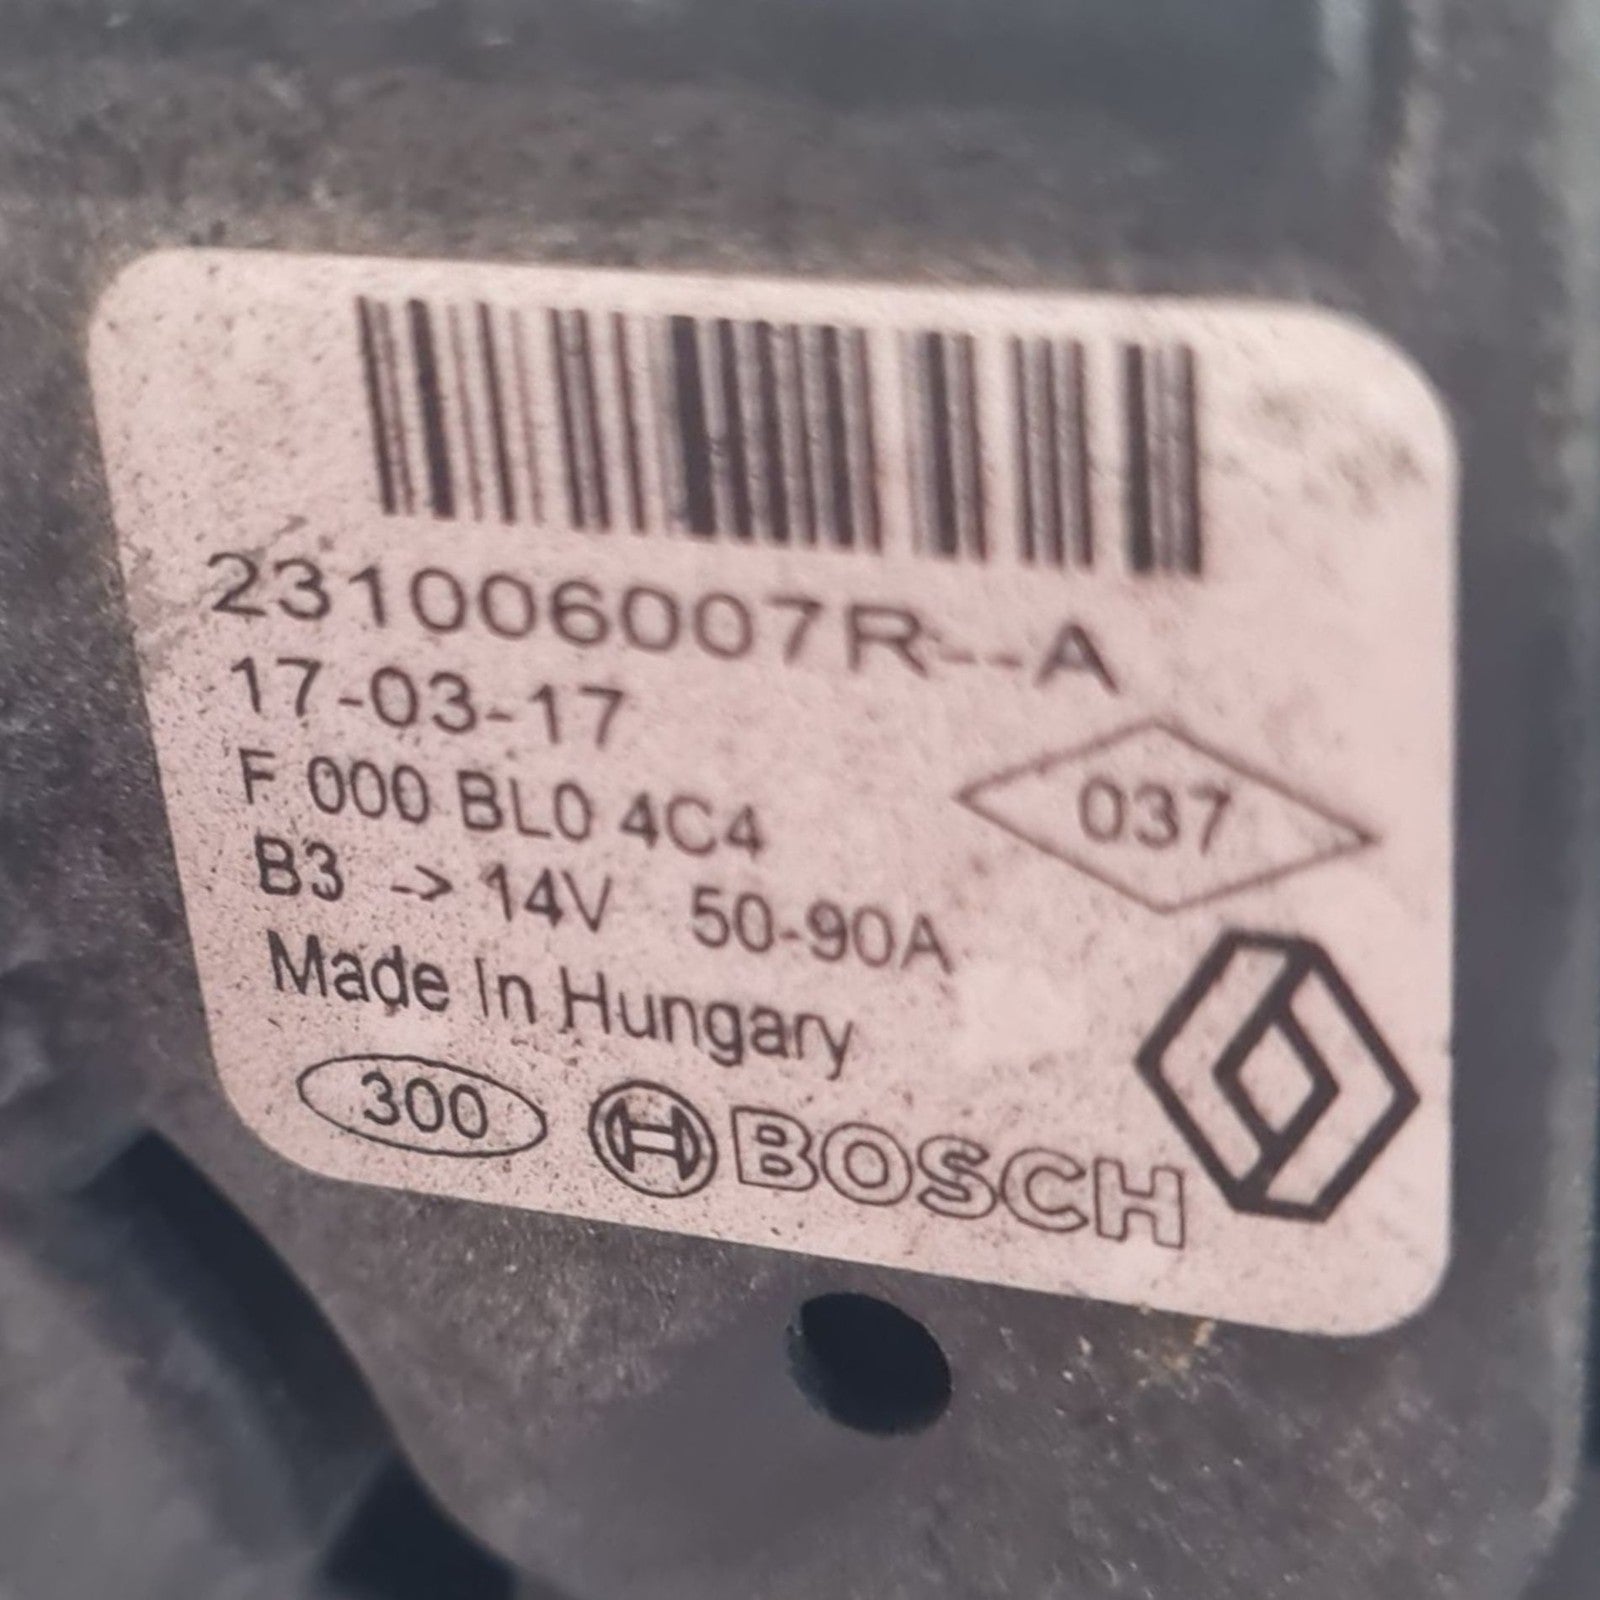 231006007R--A
17-03-17
F 000 BL0 4C4
037
B3 -> 14V 50-90A
Made In Hungary
300 BOSCH